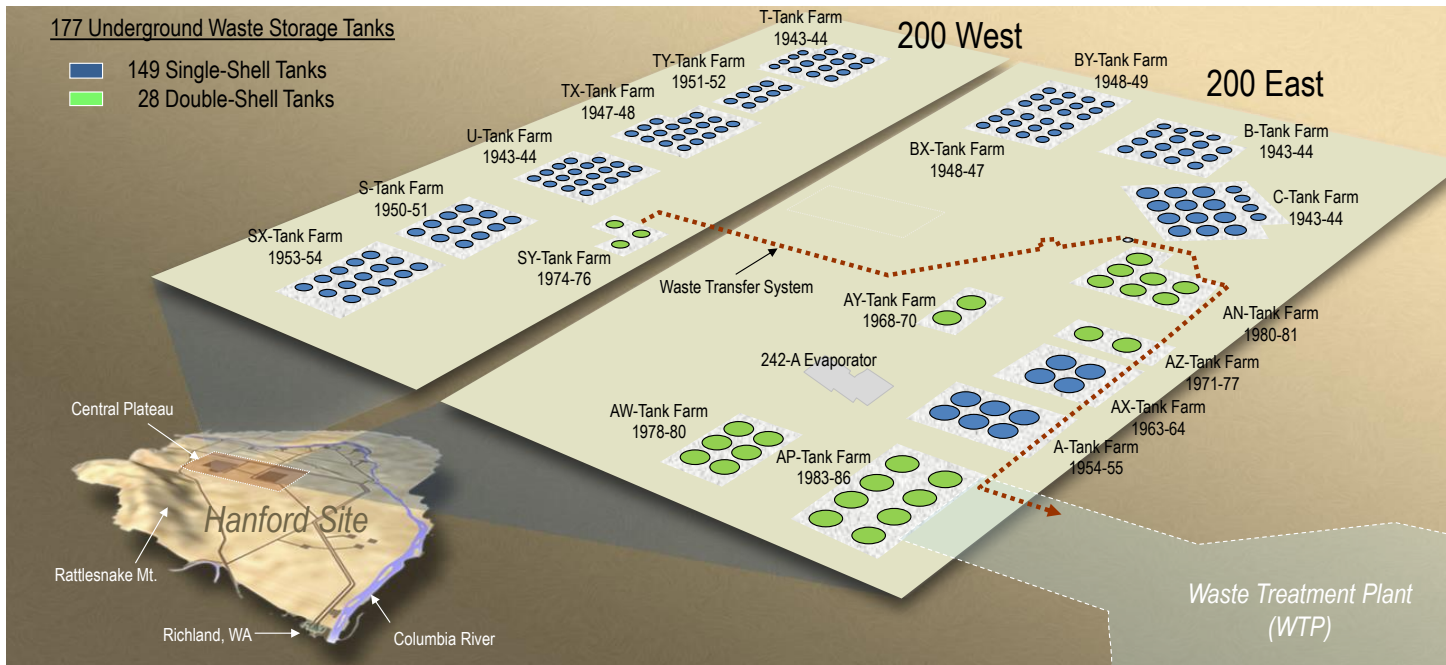 177 Underground Waste Storage Tanks
149 Single-Shell Tanks
28 Double-Shell Tanks
200 West
200 East
T-Tank Farm
1943-44
TY-Tank Farm
1951-52
TX-Tank Farm
1947-48
U-Tank Farm
1943-44
S-Tank Farm
1950-51
SX-Tank Farm
1953-54
SY-Tank Farm
1974-76
BY-Tank Farm
1948-49
BX-Tank Farm
1948-47
B-Tank Farm
1943-44
C-Tank Farm
1943-44
Waste Transfer System
AY-Tank Farm
1968-70
AN-Tank Farm
1980-81
242-A Evaporator
AZ-Tank Farm
1971-77
AX-Tank Farm
1963-64
A-Tank Farm
1954-55
AW-Tank Farm
1978-80
AP-Tank Farm
1983-86
Central Plateau
Hanford Site
Rattlesnake Mt.
Richland, WA
Columbia River
Waste Treatment Plant
(WTP)